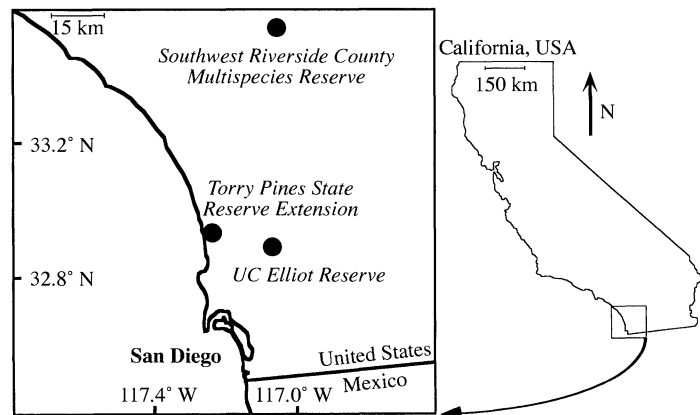 15 km
Southwest Riverside County
Multispecies Reserve
33.2° N
Torry Pines State
Reserve Extension
32.8° N
UC Elliot Reserve
San Diego
United States
Mexico
117.4° W
117.0° W
California, USA
150 km
N